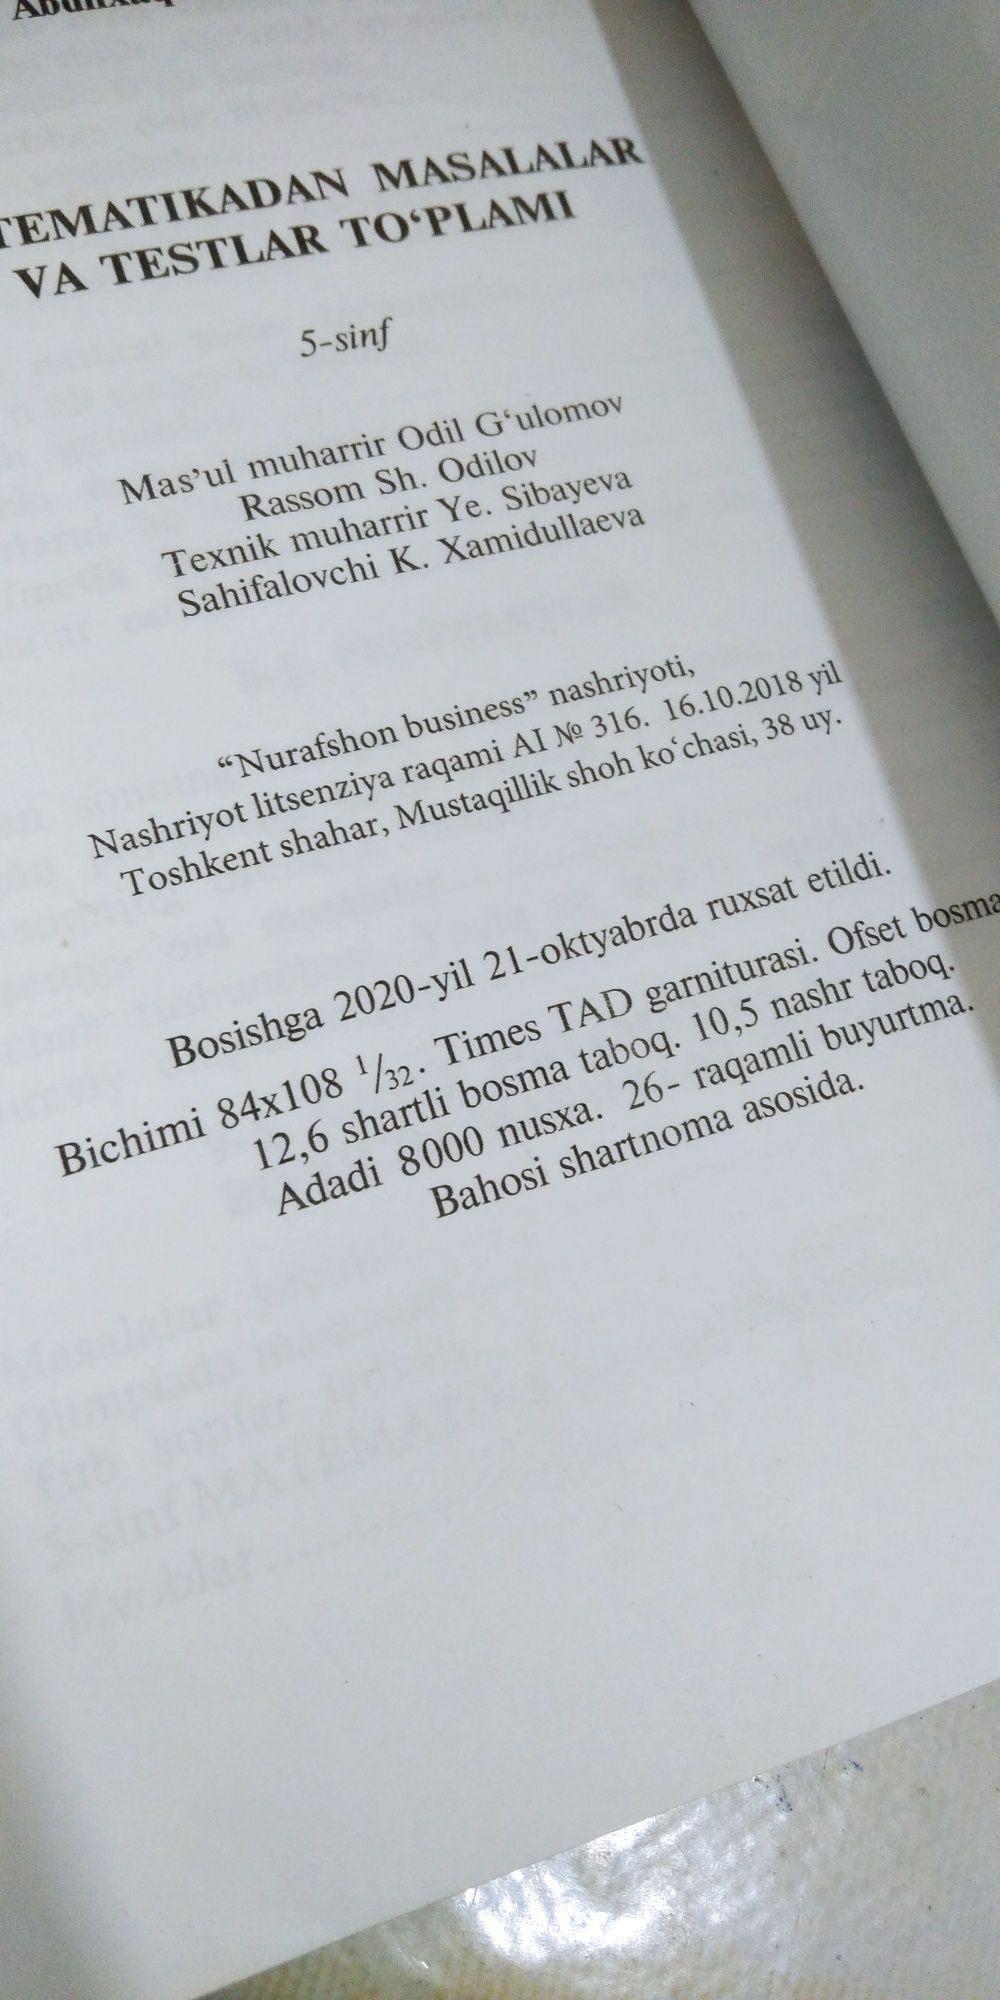 TEMATIKADAN MASALALAR
VA TESTLAR TO‘PLAMI
5-sinf
Mas’ul muharrir Odil G‘ulomov
Rassom Sh. Odilov
Texnik muharrir Ye. Sibayeva
Sahifalovchi K. Xamidullaeva
“Nurafshon business” nashriyoti,
Nashriyot litsenziya raqami AI № 316. 16.10.2018 yil
Toshkent shahar, Mustaqillik shoh ko‘chasi, 38 uy.
Bosishga 2020-yil 21-oktyabrda ruxsat etildi.
Bichimi 84x108 1/32. Times TAD garniturasi. Ofset bosma
12,6 shartli bosma taboq. 10,5 nashr taboq.
Adadi 8000 nusxa. 26- raqamli buyurtma.
Bahosi shartnoma asosida.